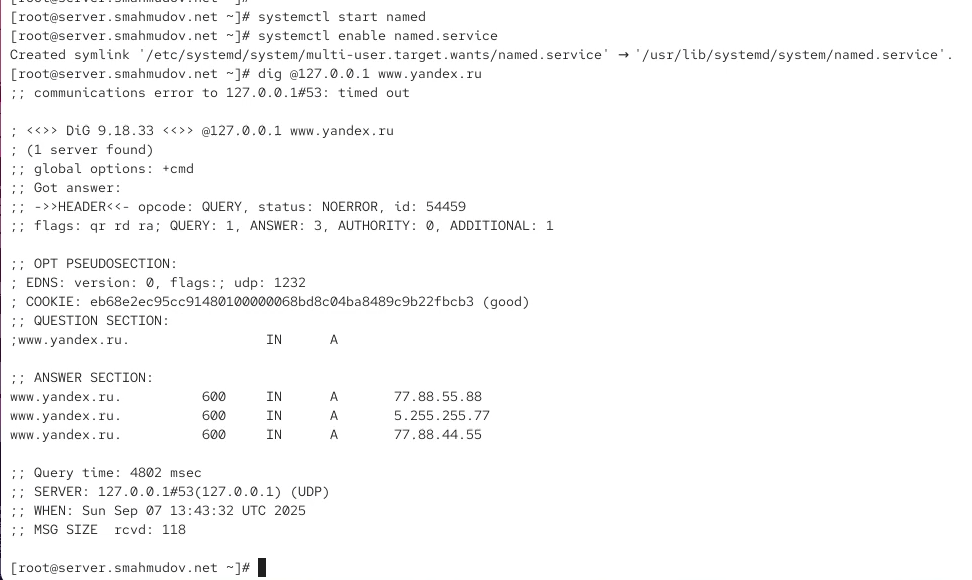 [root@server.smahmudov.net ~]# systemctl start named
[root@server.smahmudov.net ~]# systemctl enable named.service
Created symlink '/etc/systemd/system/multi-user.target.wants/named.service' → '/usr/lib/systemd/system/named.service'.
[root@server.smahmudov.net ~]# dig @127.0.0.1 www.yandex.ru
;; communications error to 127.0.0.1#53: timed out

; <<>> DiG 9.18.33 <<>> @127.0.0.1 www.yandex.ru
; (1 server found)
;; global options: +cmd
;; Got answer:
;; ->>HEADER<<- opcode: QUERY, status: NOERROR, id: 54459
;; flags: qr rd ra; QUERY: 1, ANSWER: 3, AUTHORITY: 0, ADDITIONAL: 1

;; OPT PSEUDOSECTION:
; EDNS: version: 0, flags:; udp: 1232
; COOKIE: eb68e2ec95cc91480100000068bd8c04ba8489c9b22fbcb3 (good)
;; QUESTION SECTION:
;www.yandex.ru.                 IN      A

;; ANSWER SECTION:
www.yandex.ru.          600     IN      A       77.88.55.88
www.yandex.ru.          600     IN      A       5.255.255.77
www.yandex.ru.          600     IN      A       77.88.44.55

;; Query time: 4802 msec
;; SERVER: 127.0.0.1#53(127.0.0.1) (UDP)
;; WHEN: Sun Sep 07 13:43:32 UTC 2025
;; MSG SIZE  rcvd: 118

[root@server.smahmudov.net ~]#